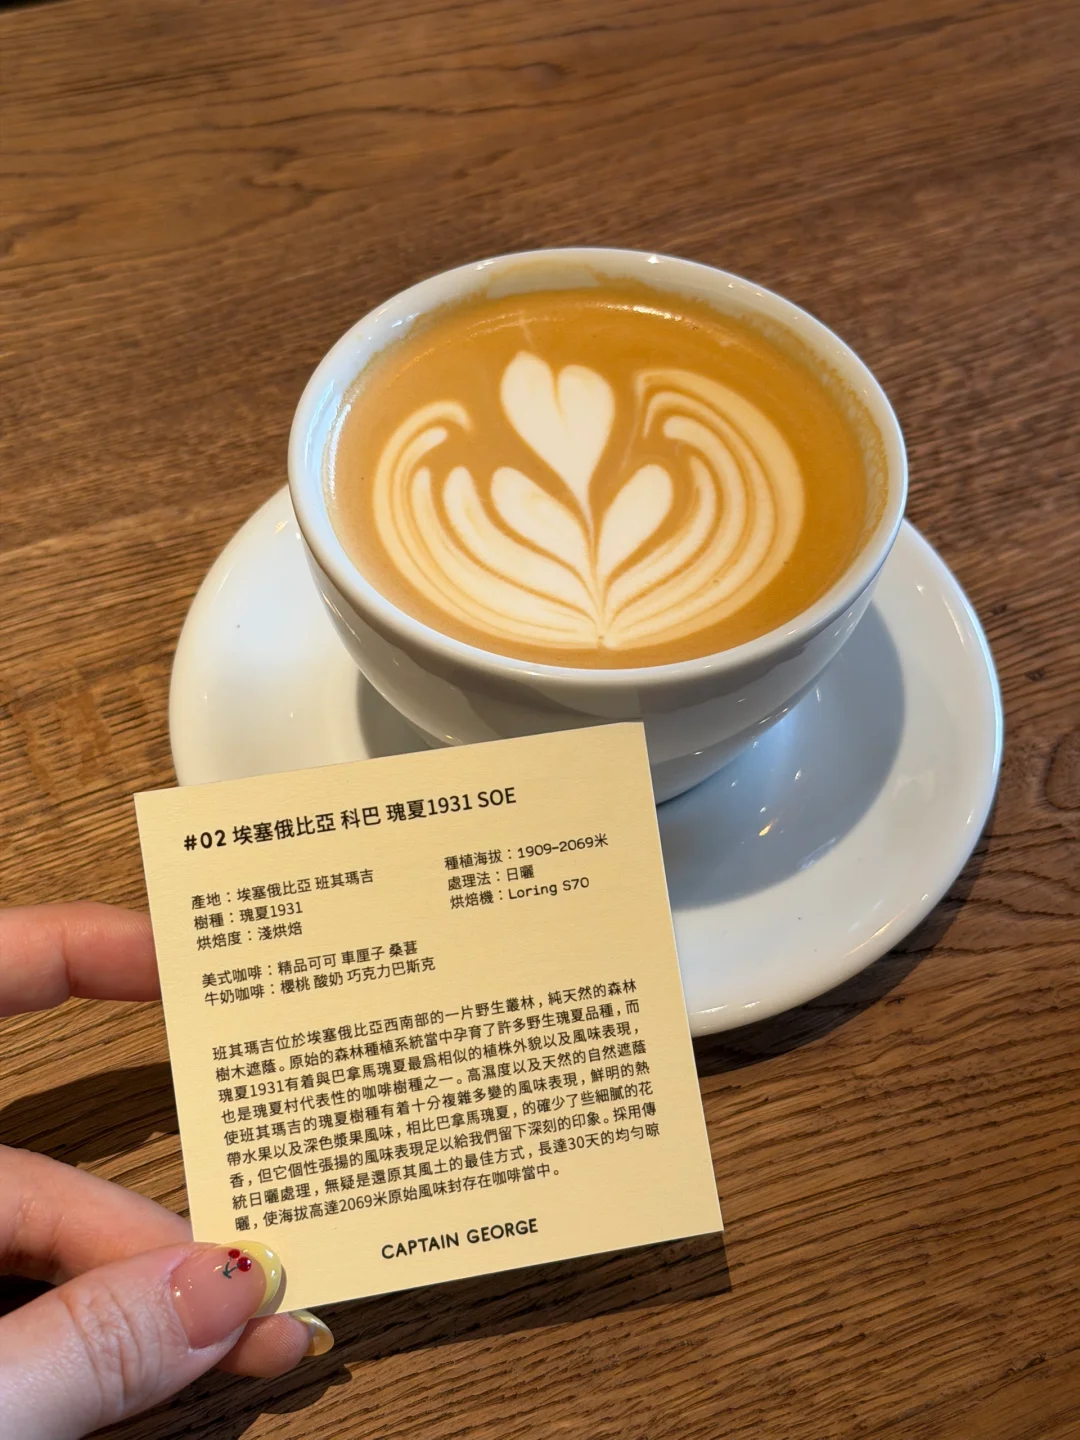 #02 埃塞俄比亞 科巴 瑰夏1931 SOE
產地：埃塞俄比亞 班其瑪吉
樹種：瑰夏1931
烘焙度：淺烘焙
種植海拔：1909-2069米
處理法：日曬
烘焙機：Loring S70
美式咖啡：精品可可 車厘子 桑葚
牛奶咖啡：櫻桃 酸奶 巧克力巴斯克
班其瑪吉位於埃塞俄比亞西南部的一片野生叢林，純天然的森林
樹木遮蔭。原始的森林種植系統當中孕育了許多野生瑰夏品種，而
瑰夏1931有着與巴拿馬瑰夏最爲相似的植株外貌以及風味表現，
也是瑰夏村代表性的咖啡樹種之一。高濕度以及天然的自然遮蔭
使班其瑪吉的瑰夏樹種有着十分複雜多變的風味表現，鮮明的熱
帶水果以及深色漿果風味，相比巴拿馬瑰夏，的確少了些細膩的花
香，但它個性張揚的風味表現足以給我們留下深刻的印象。採用傳
統日曬處理，無疑是還原其風土的最佳方式，長達30天的均勻晾
曬，使海拔高達2069米原始風味封存在咖啡當中。
CAPTAIN GEORGE